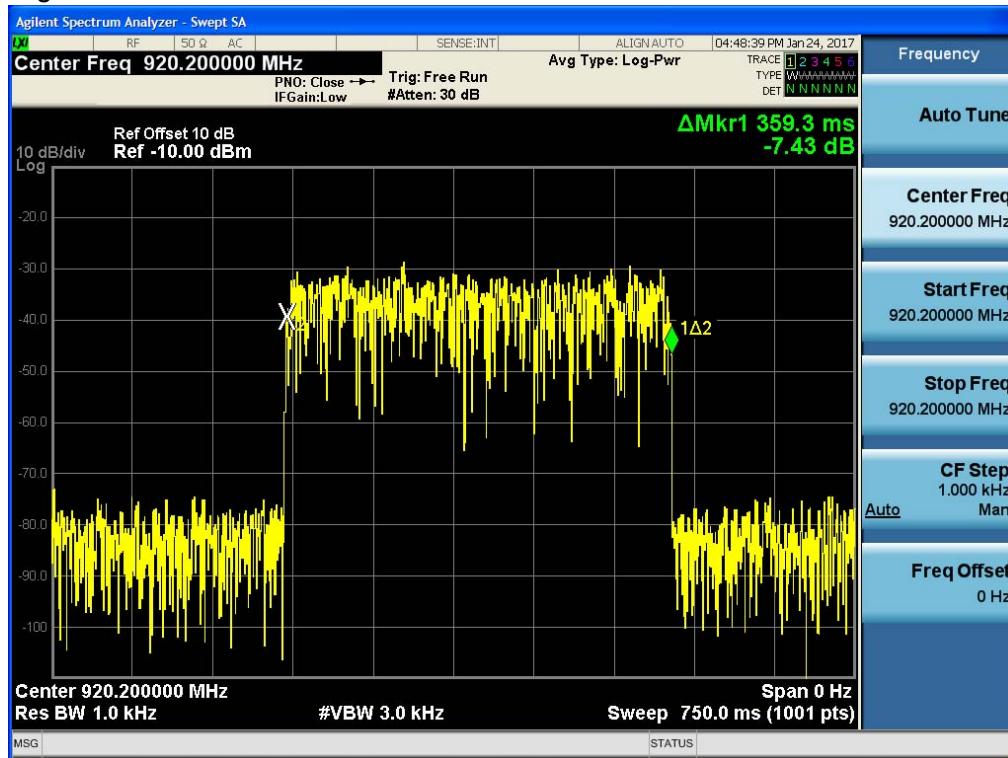 Agilent Spectrum Analyzer - Swept SA
LXI RF 50 Ω AC SENSE:INT ALIGN AUTO 04:48:39 PM Jan 24, 2017
Center Freq 920.200000 MHz
PNO: Close
IFGain:Low
Trig: Free Run
#Atten: 30 dB
Avg Type: Log-Pwr
TRACE 1 2 3 4 5 6
TYPE
DET N N N N N N
ΔMkr1 359.3 ms
-7.43 dB
Ref Offset 10 dB
Ref -10.00 dBm
10 dB/div
Log
-20.0
-30.0
-40.0
-50.0
-60.0
-70.0
-80.0
-90.0
-100
1Δ2
Center 920.200000 MHz
Span 0 Hz
Res BW 1.0 kHz
#VBW 3.0 kHz
Sweep 750.0 ms (1001 pts)
MSG
STATUS
Frequency
Auto Tune
Center Freq
920.200000 MHz
Start Freq
920.200000 MHz
Stop Freq
920.200000 MHz
CF Step
1.000 kHz
Auto Man
Freq Offset
0 Hz